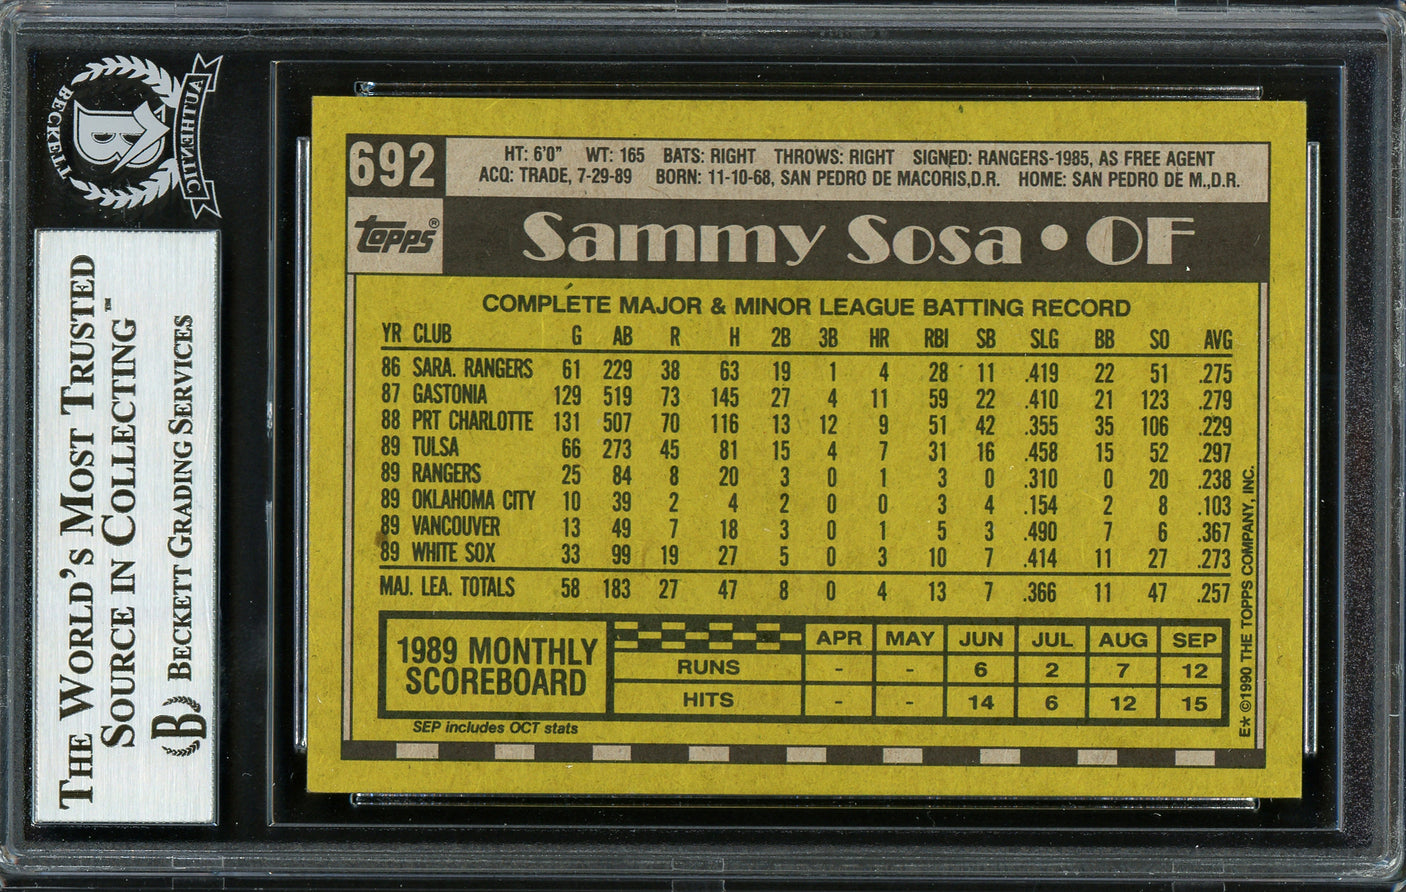 BECKETT
AUTHENTIC
B
THE WORLD'S MOST TRUSTED
SOURCE IN COLLECTING™
B BECKETT GRADING SERVICES
692
HT: 6'0" WT: 165 BATS: RIGHT THROWS: RIGHT SIGNED: RANGERS-1985, AS FREE AGENT
ACQ: TRADE, 7-29-89 BORN: 11-10-68, SAN PEDRO DE MACORIS,D.R. HOME: SAN PEDRO DE M.,D.R.
Topps®
Sammy Sosa • OF
COMPLETE MAJOR & MINOR LEAGUE BATTING RECORD
YR CLUB G AB R H 2B 3B HR RBI SB SLG BB SO AVG
86 SARA. RANGERS 61 229 38 63 19 1 4 28 11 .419 22 51 .275
87 GASTONIA 129 519 73 145 27 4 11 59 22 .410 21 123 .279
88 PRT CHARLOTTE 131 507 70 116 13 12 9 51 42 .355 35 106 .229
89 TULSA 66 273 45 81 15 4 7 31 16 .458 15 52 .297
89 RANGERS 25 84 8 20 3 0 1 3 0 .310 0 20 .238
89 OKLAHOMA CITY 10 39 2 4 2 0 0 3 4 .154 2 8 .103
89 VANCOUVER 13 49 7 18 3 0 1 5 3 .490 7 6 .367
89 WHITE SOX 33 99 19 27 5 0 3 10 7 .414 11 27 .273
MAJ. LEA. TOTALS 58 183 27 47 8 0 4 13 7 .366 11 47 .257
1989 MONTHLY
SCOREBOARD
APR MAY JUN JUL AUG SEP
RUNS - - 6 2 7 12
HITS - - 14 6 12 15
SEP includes OCT stats
E* ©1990 THE TOPPS COMPANY, INC.